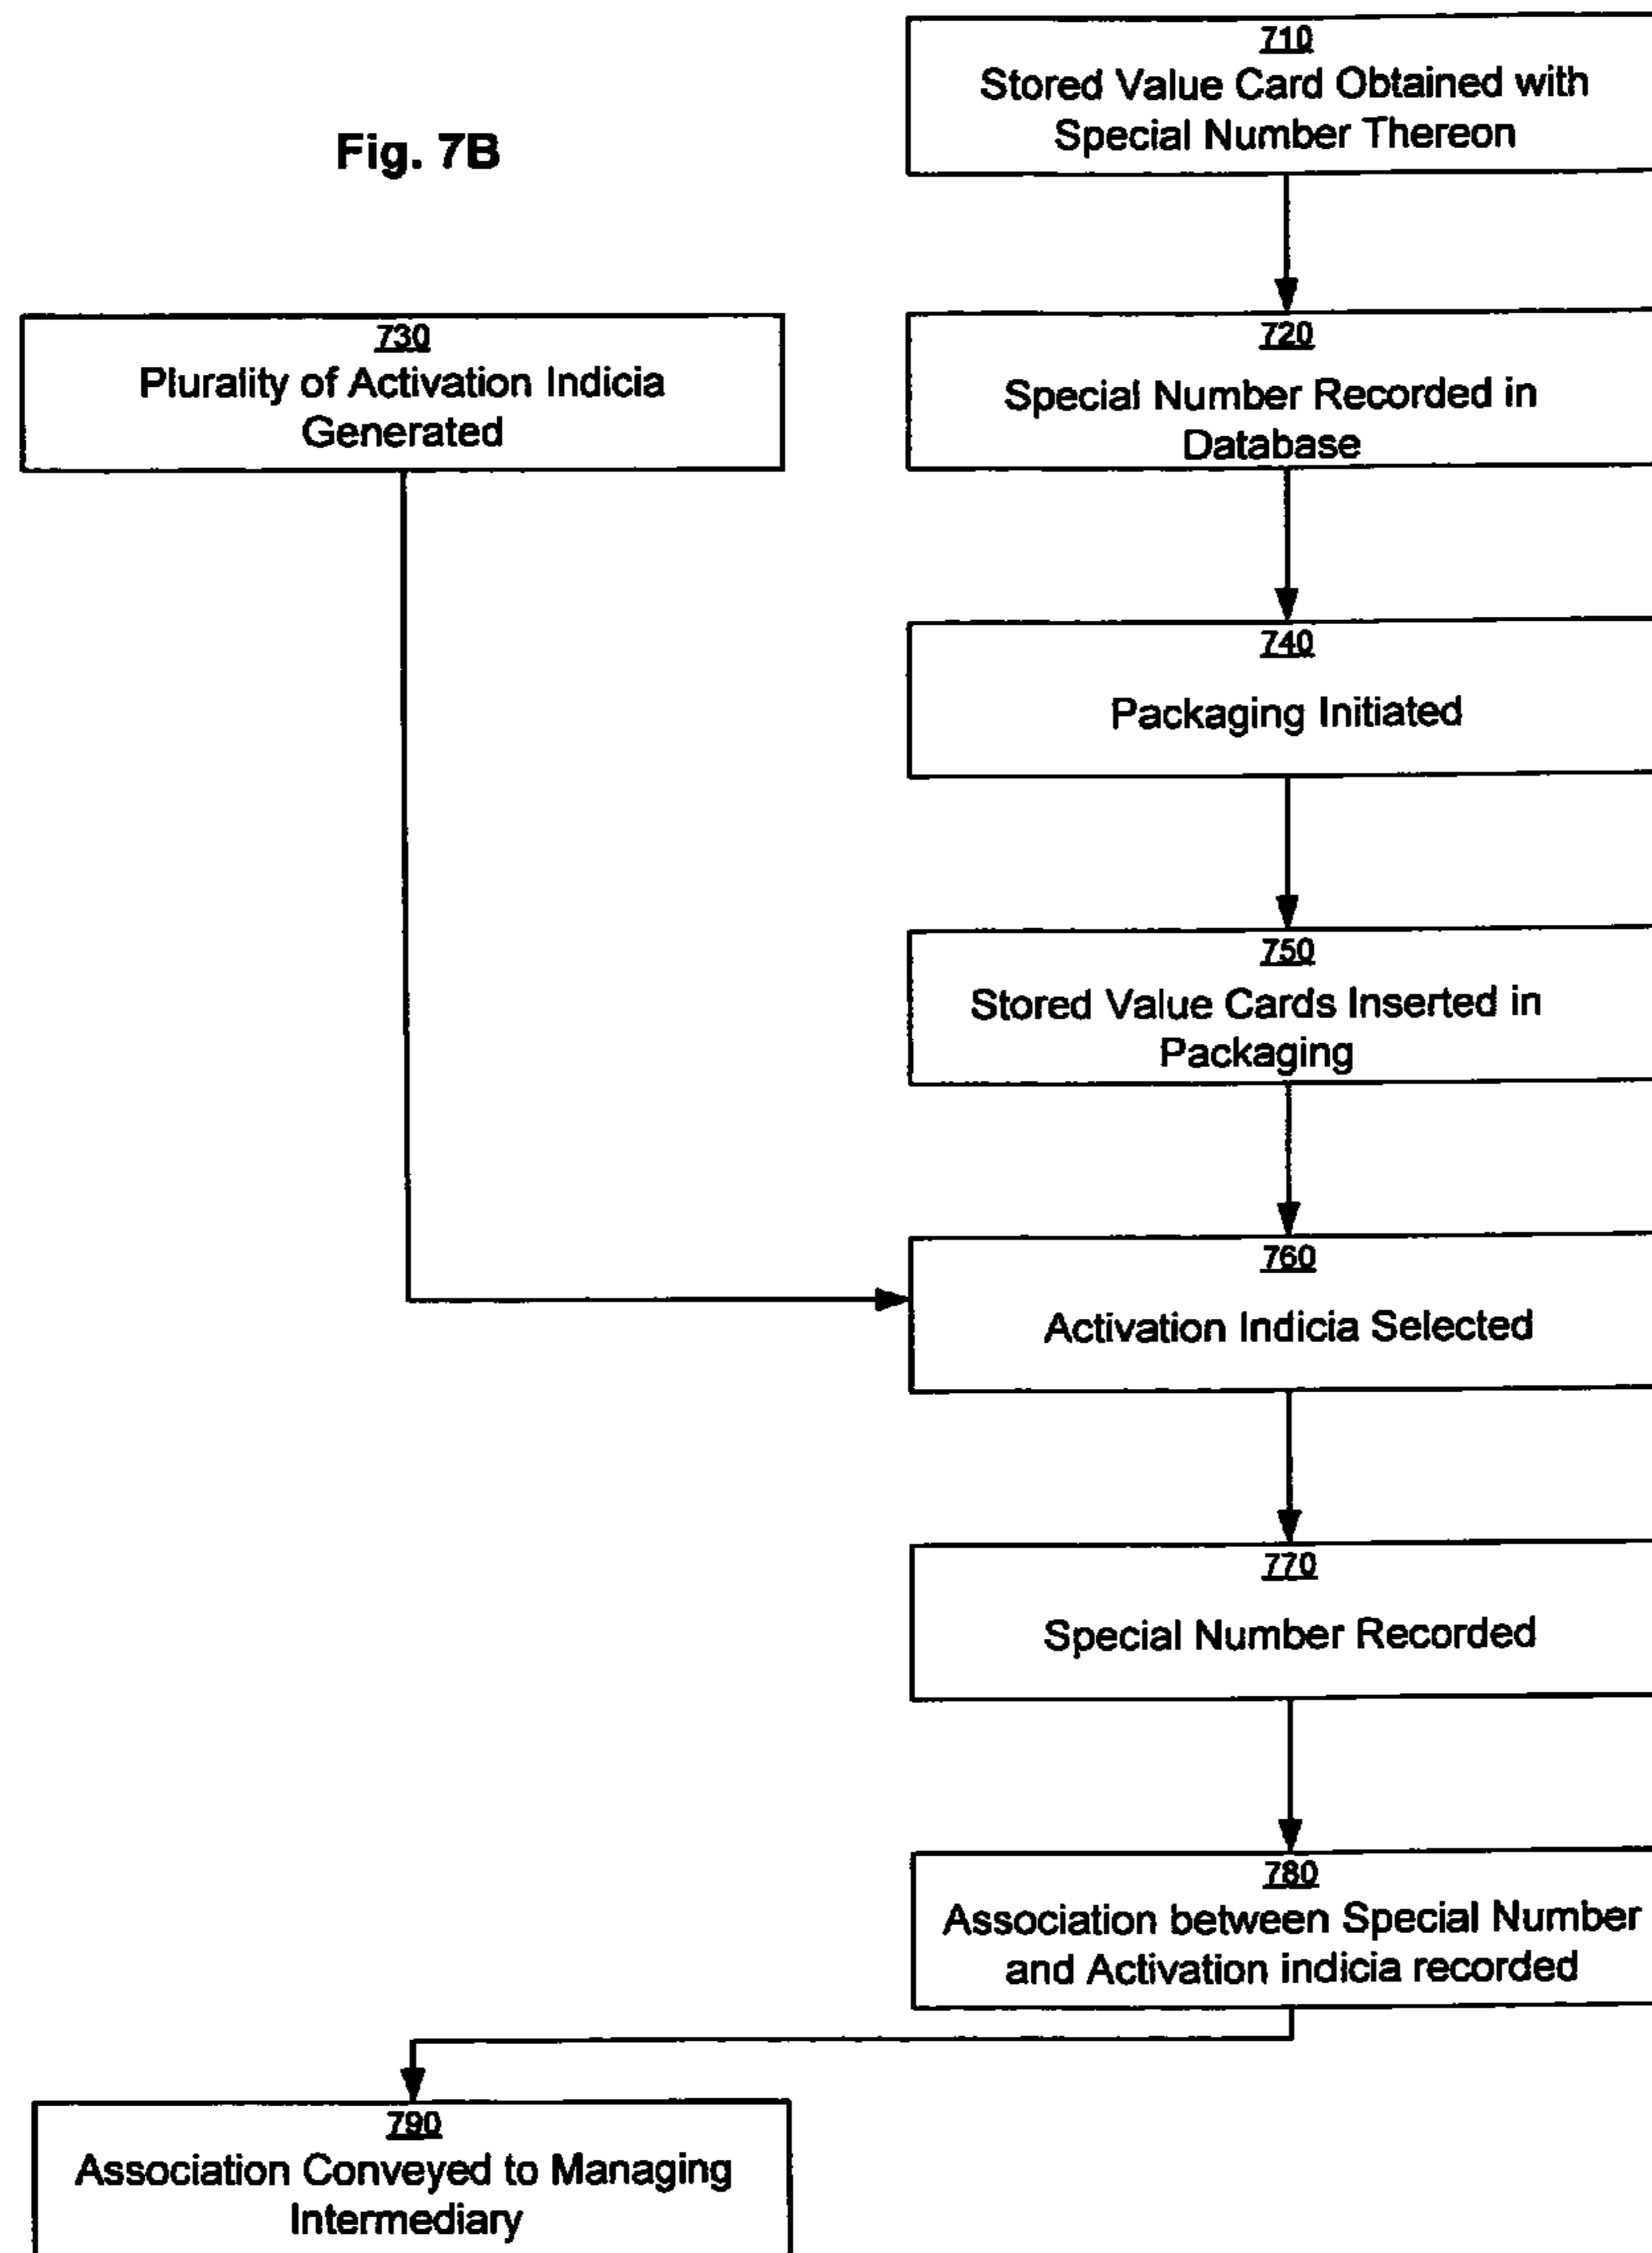 Fig. 7B
710
Stored Value Card Obtained with
Special Number Thereon
730
Plurality of Activation Indicia
Generated
720
Special Number Recorded in
Database
740
Packaging Initiated
750
Stored Value Cards Inserted in
Packaging
760
Activation Indicia Selected
770
Special Number Recorded
780
Association between Special Number
and Activation indicia recorded
790
Association Conveyed to Managing
Intermediary